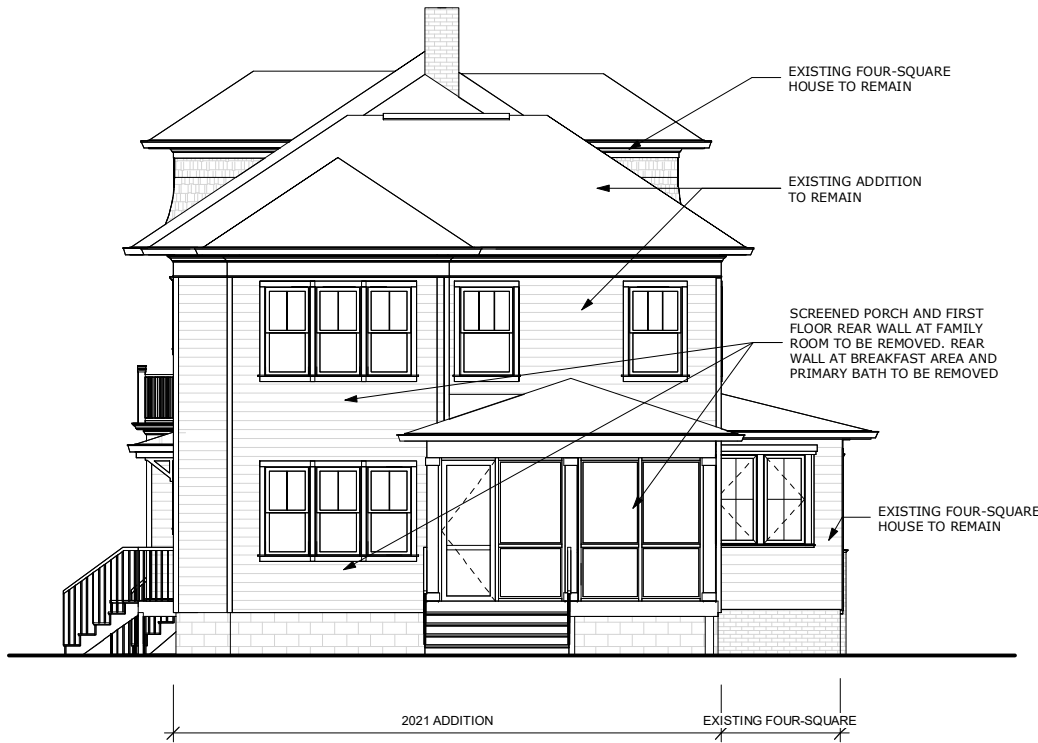 EXISTING FOUR-SQUARE
HOUSE TO REMAIN
EXISTING ADDITION
TO REMAIN
SCREENED PORCH AND FIRST
FLOOR REAR WALL AT FAMILY
ROOM TO BE REMOVED. REAR
WALL AT BREAKFAST AREA AND
PRIMARY BATH TO BE REMOVED
EXISTING FOUR-SQUARE
HOUSE TO REMAIN
2021 ADDITION
EXISTING FOUR-SQUARE